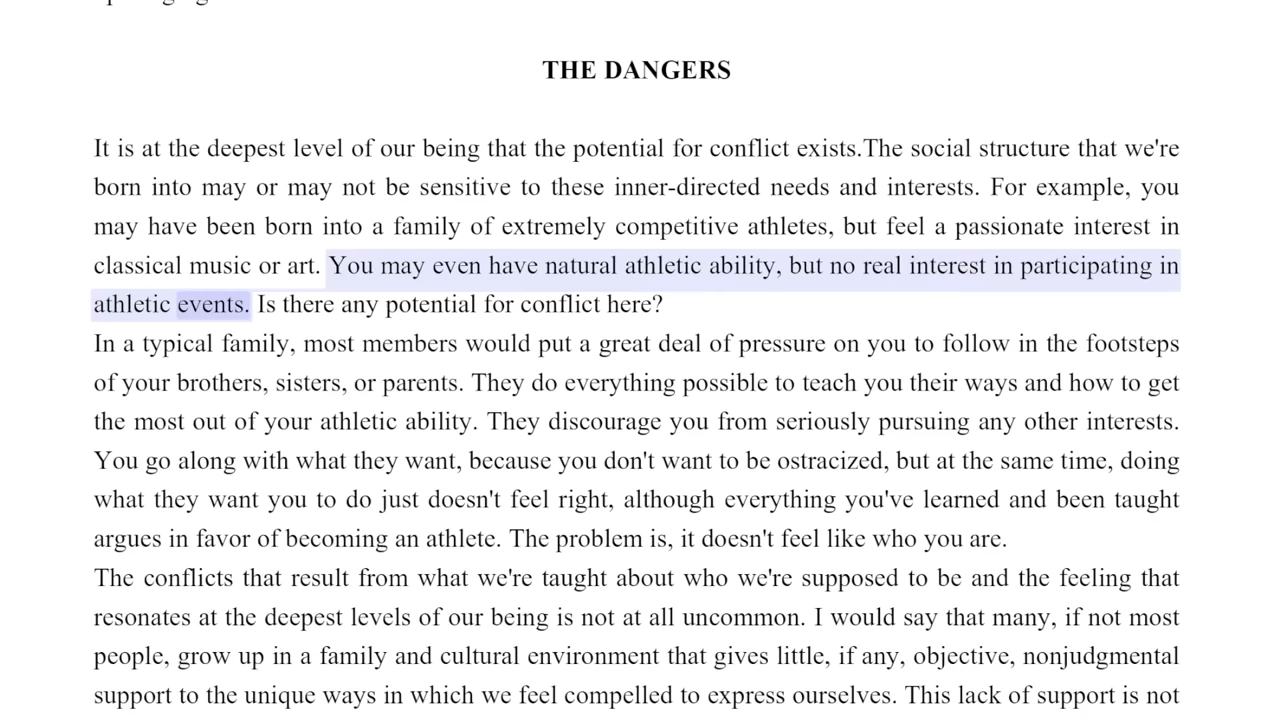 THE DANGERS
It is at the deepest level of our being that the potential for conflict exists.The social structure that we're
born into may or may not be sensitive to these inner-directed needs and interests. For example, you
may have been born into a family of extremely competitive athletes, but feel a passionate interest in
classical music or art. You may even have natural athletic ability, but no real interest in participating in
athletic events. Is there any potential for conflict here?
In a typical family, most members would put a great deal of pressure on you to follow in the footsteps
of your brothers, sisters, or parents. They do everything possible to teach you their ways and how to get
the most out of your athletic ability. They discourage you from seriously pursuing any other interests.
You go along with what they want, because you don't want to be ostracized, but at the same time, doing
what they want you to do just doesn't feel right, although everything you've learned and been taught
argues in favor of becoming an athlete. The problem is, it doesn't feel like who you are.
The conflicts that result from what we're taught about who we're supposed to be and the feeling that
resonates at the deepest levels of our being is not at all uncommon. I would say that many, if not most
people, grow up in a family and cultural environment that gives little, if any, objective, nonjudgmental
support to the unique ways in which we feel compelled to express ourselves. This lack of support is not